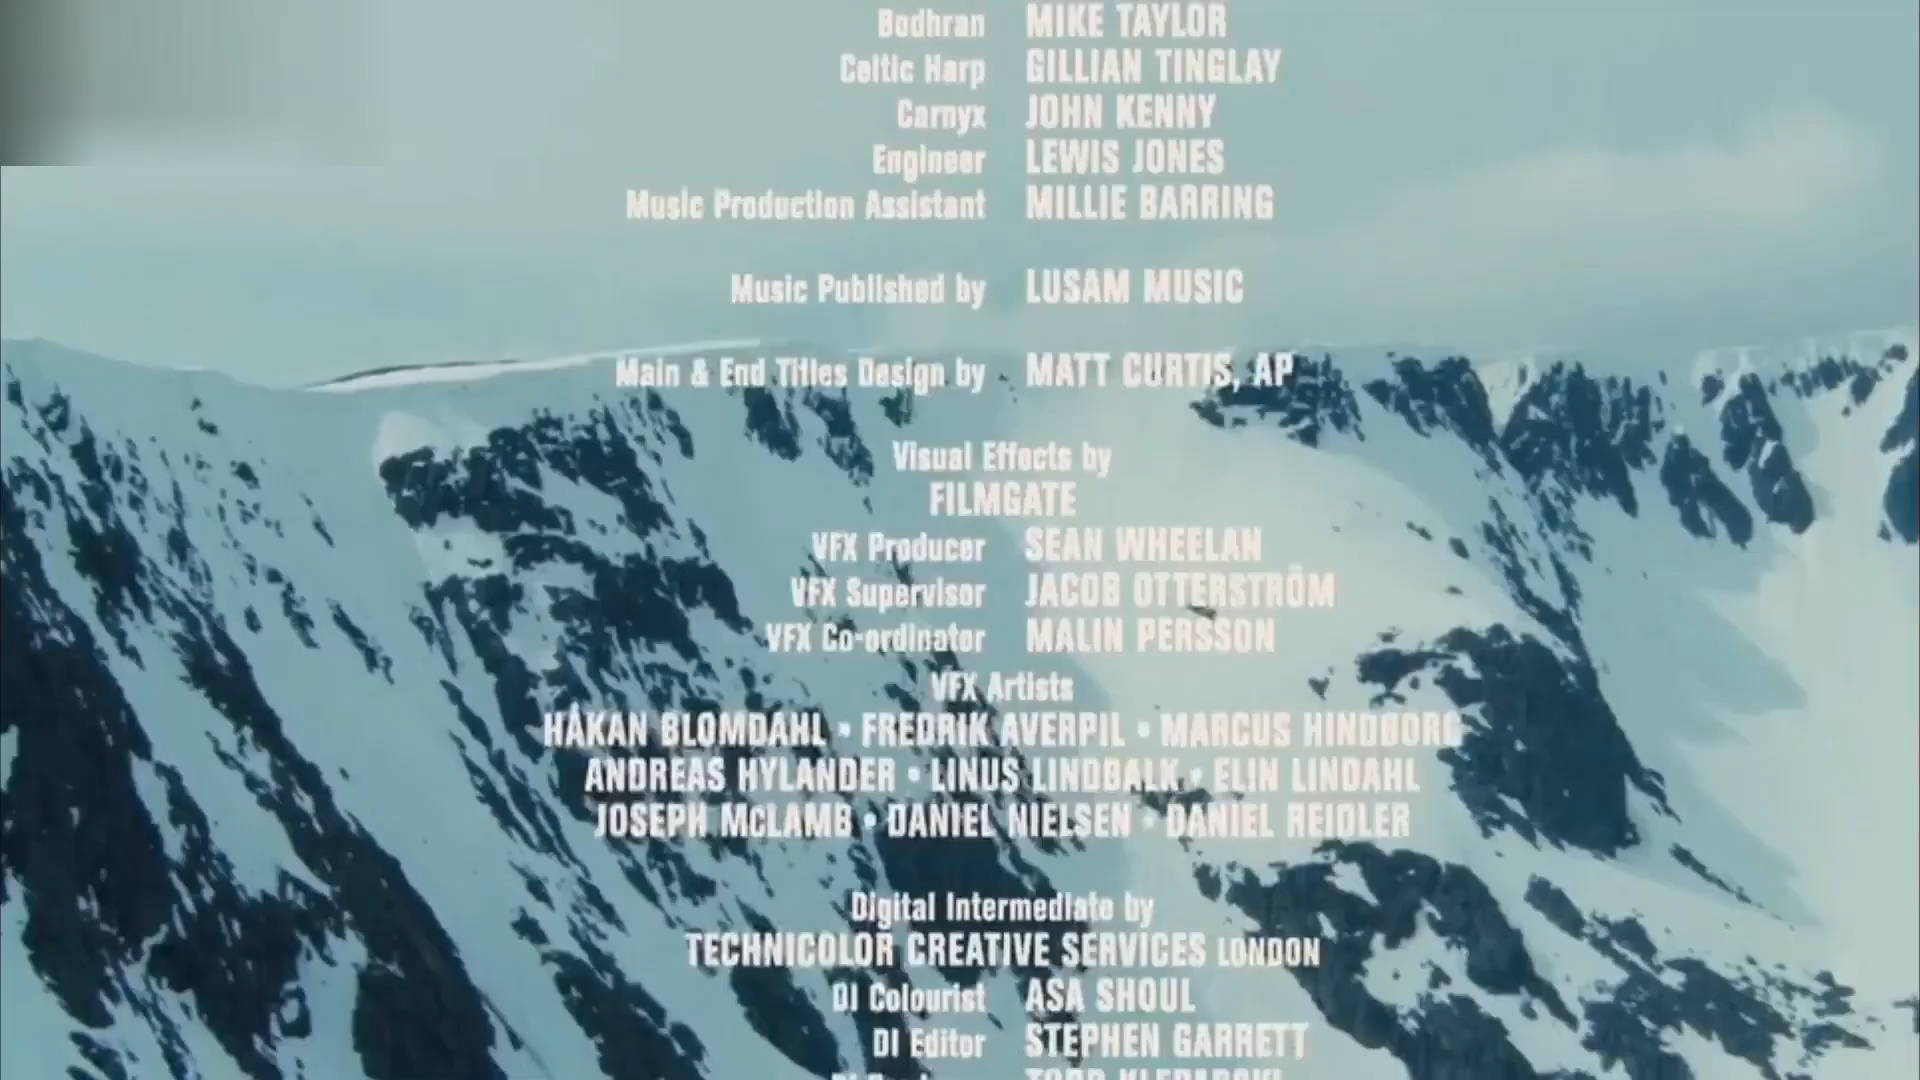 Bodhran MIKE TAYLOR
Celtic Harp GILLIAN TINGLAY
Carnyx JOHN KENNY
Engineer LEWIS JONES
Music Production Assistant MILLIE BARRING
Music Published by LUSAM MUSIC
Main & End Titles Design by MATT CURTIS, AP
Visual Effects by
FILMGATE
VFX Producer SEAN WHEELAN
VFX Supervisor JACOB OTTERSTRÖM
VFX Co-ordinator MALIN PERSSON
VFX Artists
HÅKAN BLOMDAHL • FREDRIK AVERPIL • MARCUS HINDBORG
ANDREAS HYLANDER • LINUS LINDBALK • ELIN LINDAHL
JOSEPH McLAMB • DANIEL NIELSEN • DANIEL REIDLER
Digital Intermediate by
TECHNICOLOR CREATIVE SERVICES LONDON
DI Colourist ASA SHOUL
DI Editor STEPHEN GARRETT